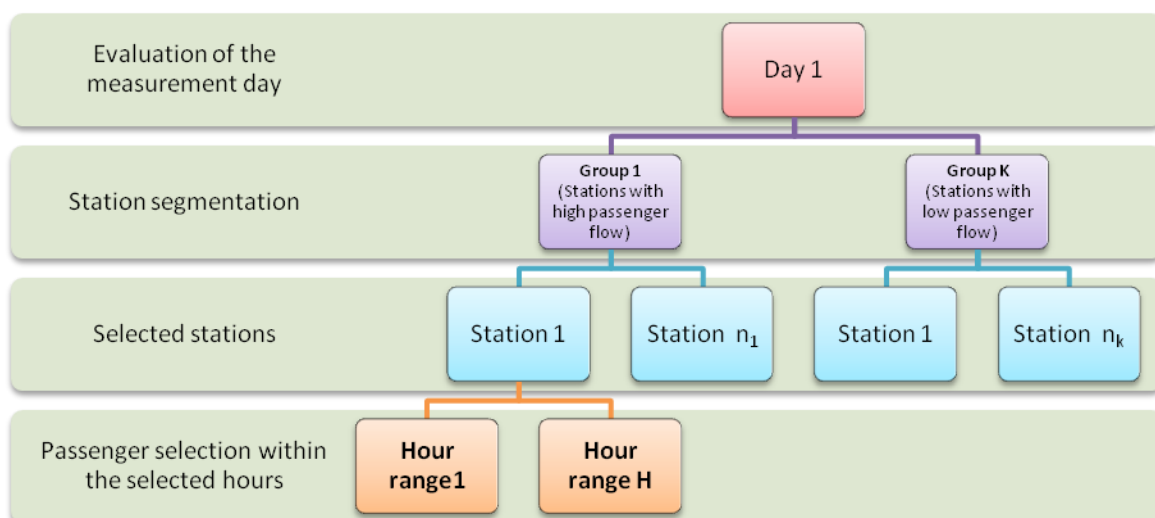 Evaluation of the
measurement day
Day 1
Station segmentation
Group 1
(Stations with
high passenger
flow)
Group K
(Stations with
low passenger
flow)
Selected stations
Station 1
Station n₁
Station 1
Station nₖ
Passenger selection within
the selected hours
Hour
range1
Hour
range H